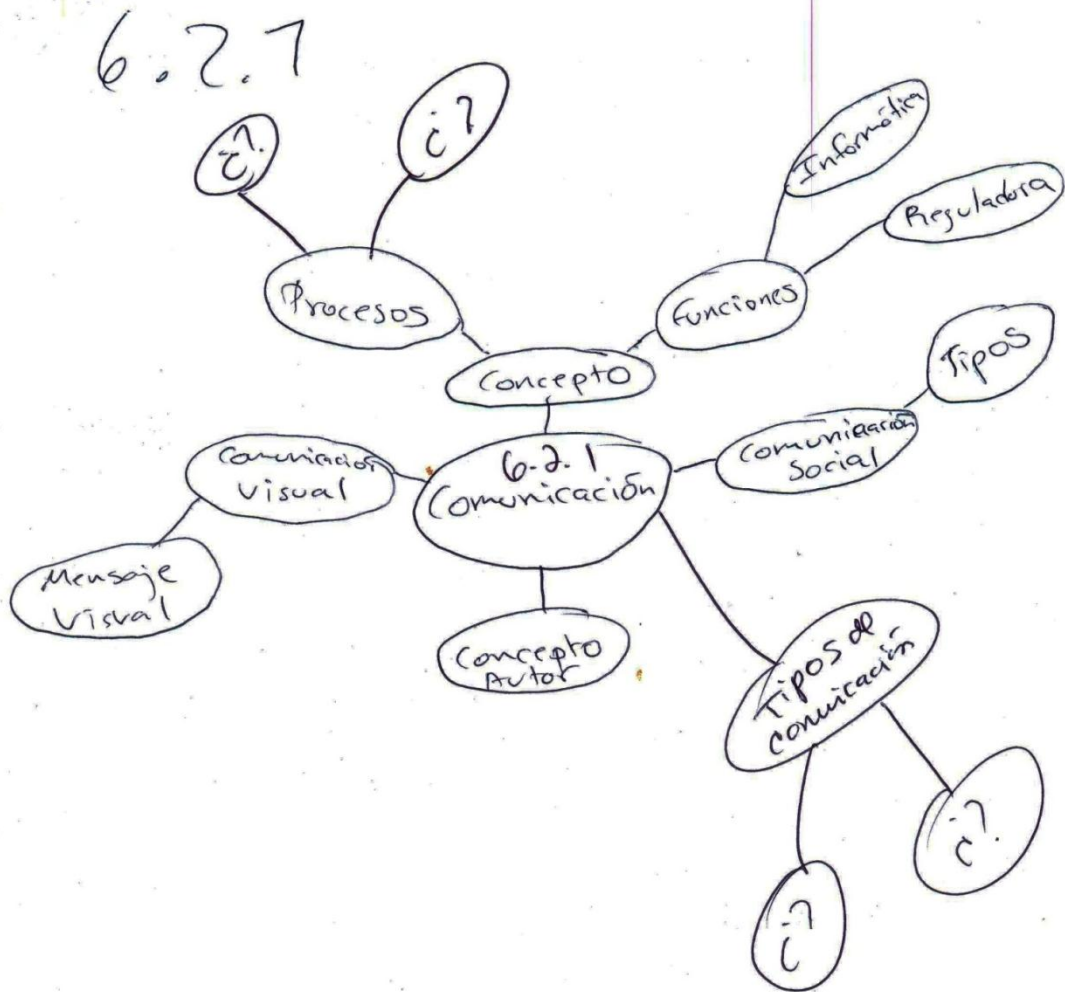 6.2.1
¿?
¿?
Informática
Reguladora
Procesos
Funciones
Concepto
Tipos
Comunicación
Social
Comunicación
Visual
6.2.1
Comunicación
Mensaje
Visual
Concepto
Autor
Tipos de
Comunicación
¿?
¿?